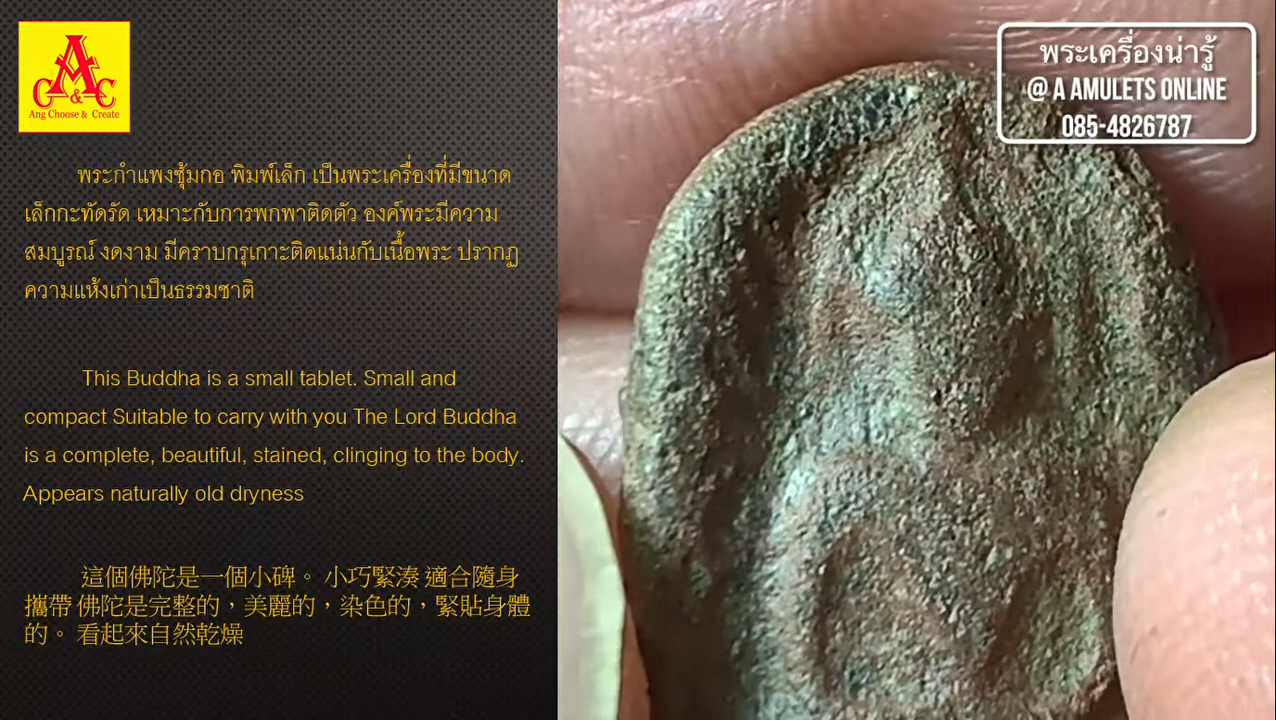 A
C & C
Ang Choose & Create
พระเครื่องน่ารู้
@ A AMULETS ONLINE
085-4826787
พระกำแพงซุ้มกอ พิมพ์เล็ก เป็นพระเครื่องที่มีขนาด
เล็กกะทัดรัด เหมาะกับการพกพาติดตัว องค์พระมีความ
สมบูรณ์ งดงาม มีคราบกรุเกาะติดแน่นกับเนื้อพระ ปรากฏ
ความแห้งเก่าเป็นธรรมชาติ
This Buddha is a small tablet. Small and
compact Suitable to carry with you The Lord Buddha
is a complete, beautiful, stained, clinging to the body.
Appears naturally old dryness
這個佛陀是一個小碑。 小巧緊湊 適合隨身
攜帶 佛陀是完整的，美麗的，染色的，緊貼身體
的。 看起來自然乾燥